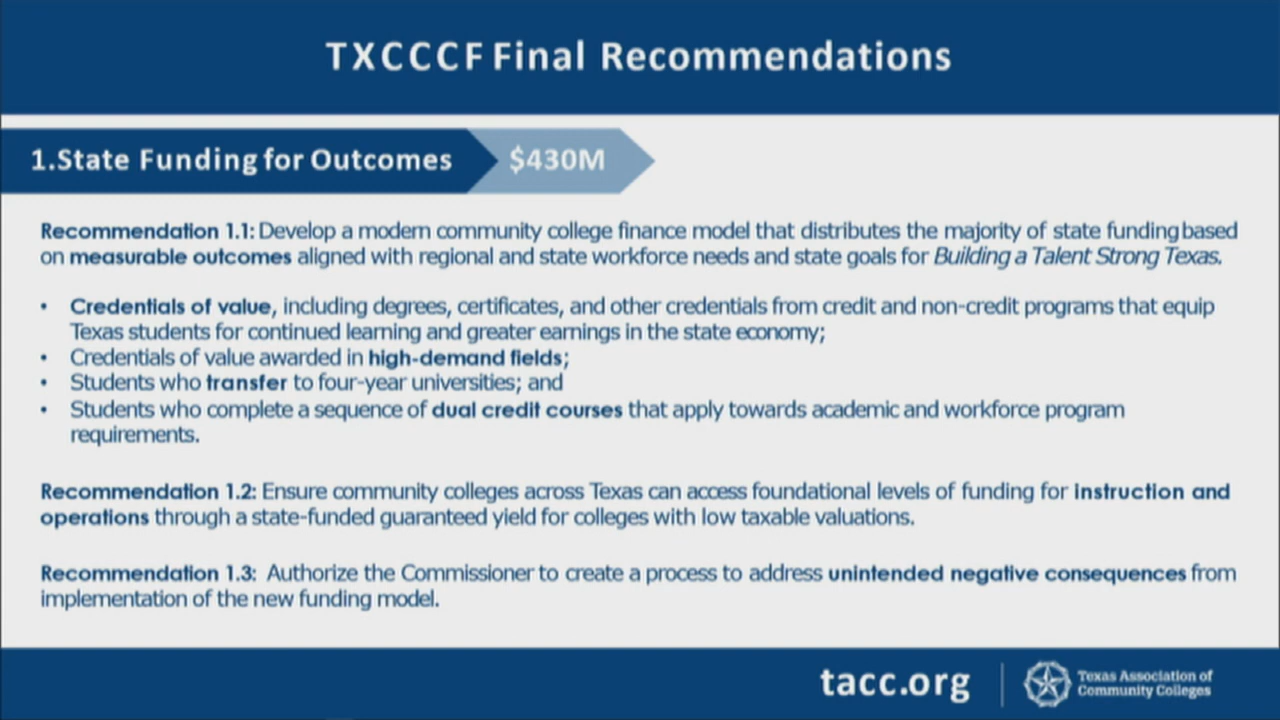 TXCCCF Final Recommendations
1.State Funding for Outcomes
$430M
Recommendation 1.1: Develop a modern community college finance model that distributes the majority of state funding based
on measurable outcomes aligned with regional and state workforce needs and state goals for Building a Talent Strong Texas.
• Credentials of value, including degrees, certificates, and other credentials from credit and non-credit programs that equip
Texas students for continued learning and greater earnings in the state economy;
• Credentials of value awarded in high-demand fields;
• Students who transfer to four-year universities; and
• Students who complete a sequence of dual credit courses that apply towards academic and workforce program
requirements.
Recommendation 1.2: Ensure community colleges across Texas can access foundational levels of funding for instruction and
operations through a state-funded guaranteed yield for colleges with low taxable valuations.
Recommendation 1.3: Authorize the Commissioner to create a process to address unintended negative consequences from
implementation of the new funding model.
tacc.org
Texas Association of
Community Colleges